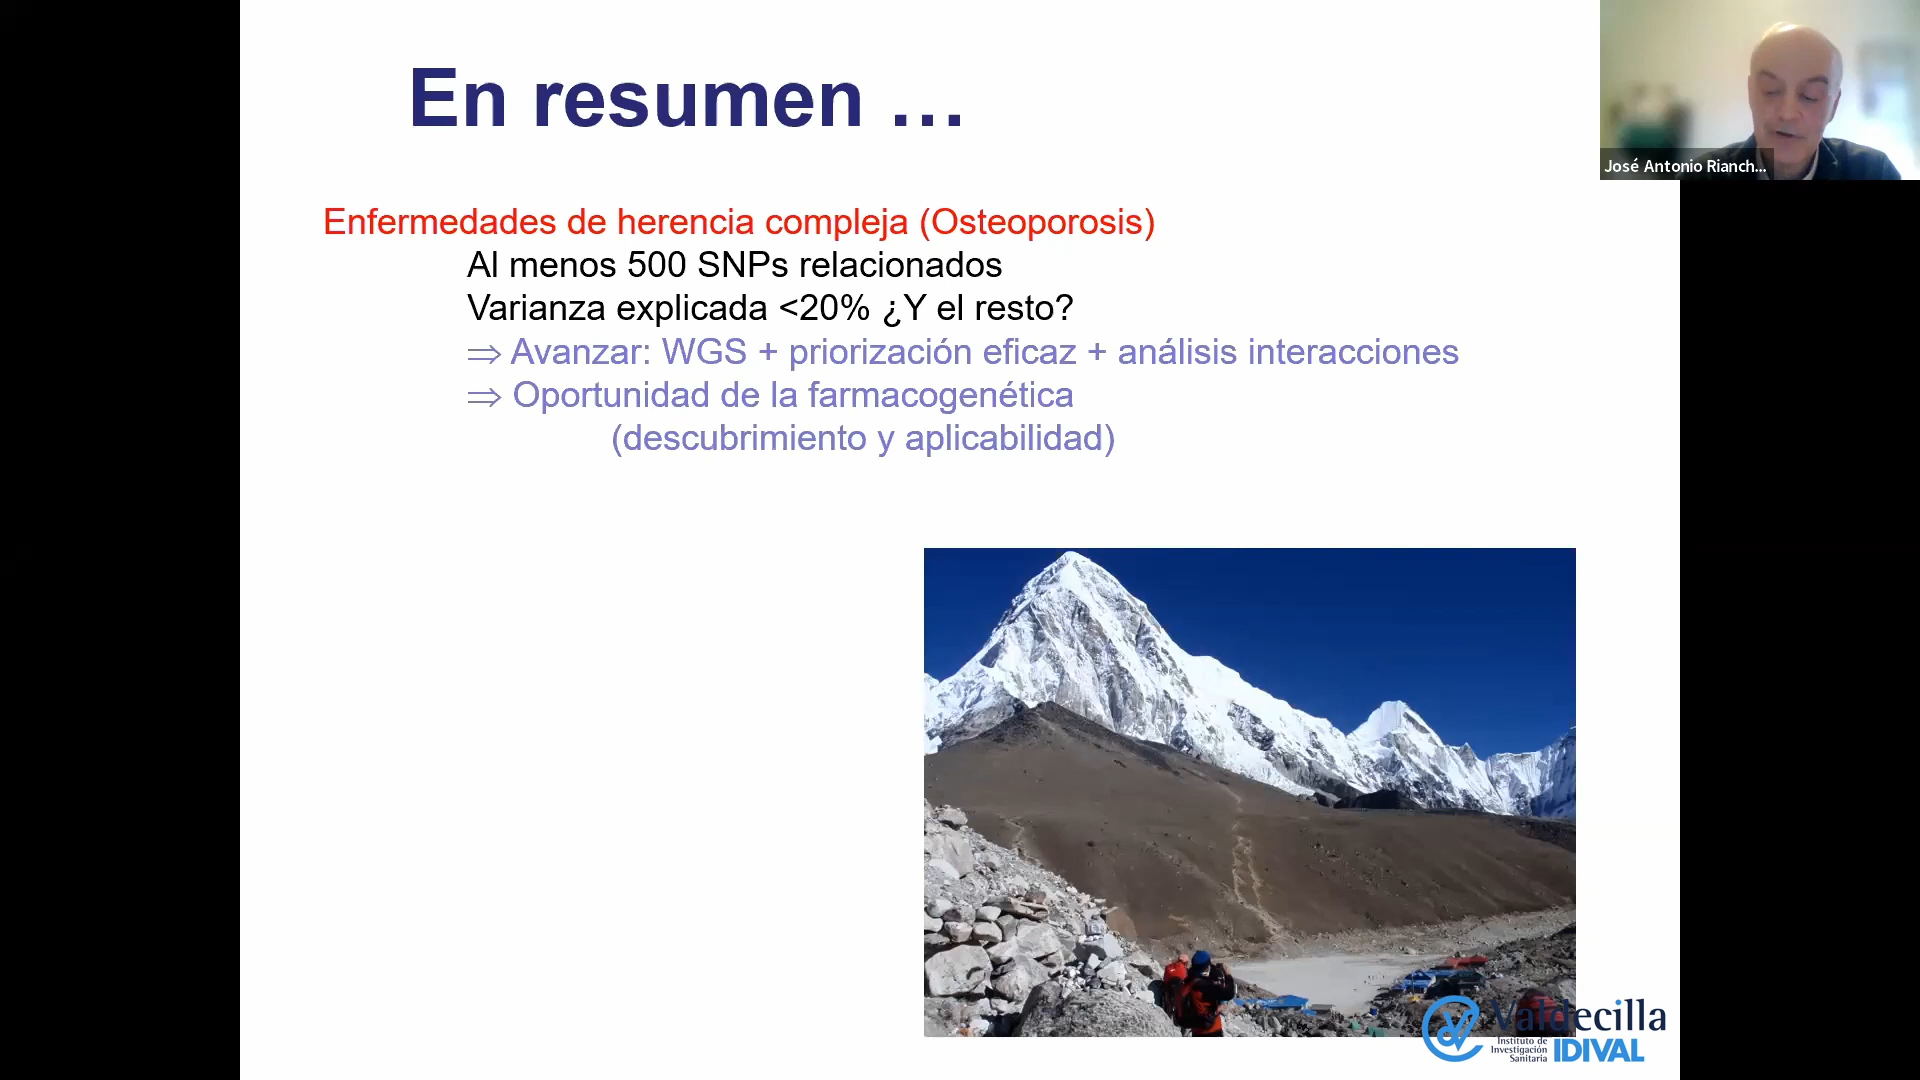 En resumen …
José Antonio Rianch...
Enfermedades de herencia compleja (Osteoporosis)
Al menos 500 SNPs relacionados
Varianza explicada <20% ¿Y el resto?
⇒ Avanzar: WGS + priorización eficaz + análisis interacciones
⇒ Oportunidad de la farmacogenética
(descubrimiento y aplicabilidad)
Valdecilla
Instituto de
Investigación
Sanitaria
IDIVAL